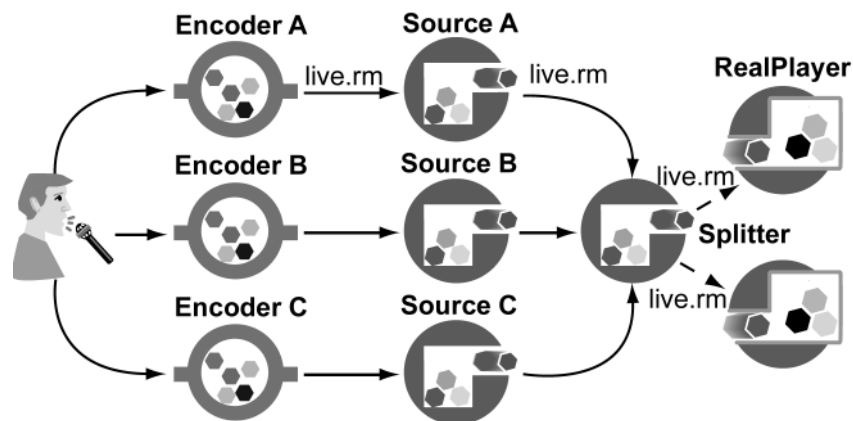 Encoder A
Source A
live.rm
live.rm
RealPlayer
Encoder B
Source B
live.rm
Splitter
live.rm
Encoder C
Source C